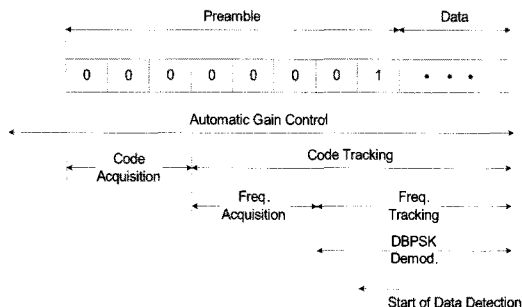 Preamble Data
0 0 0 0 0 0 0 1 • • •
Automatic Gain Control
Code Acquisition
Code Tracking
Freq. Acquisition
Freq. Tracking
DBPSK Demod.
Start of Data Detection